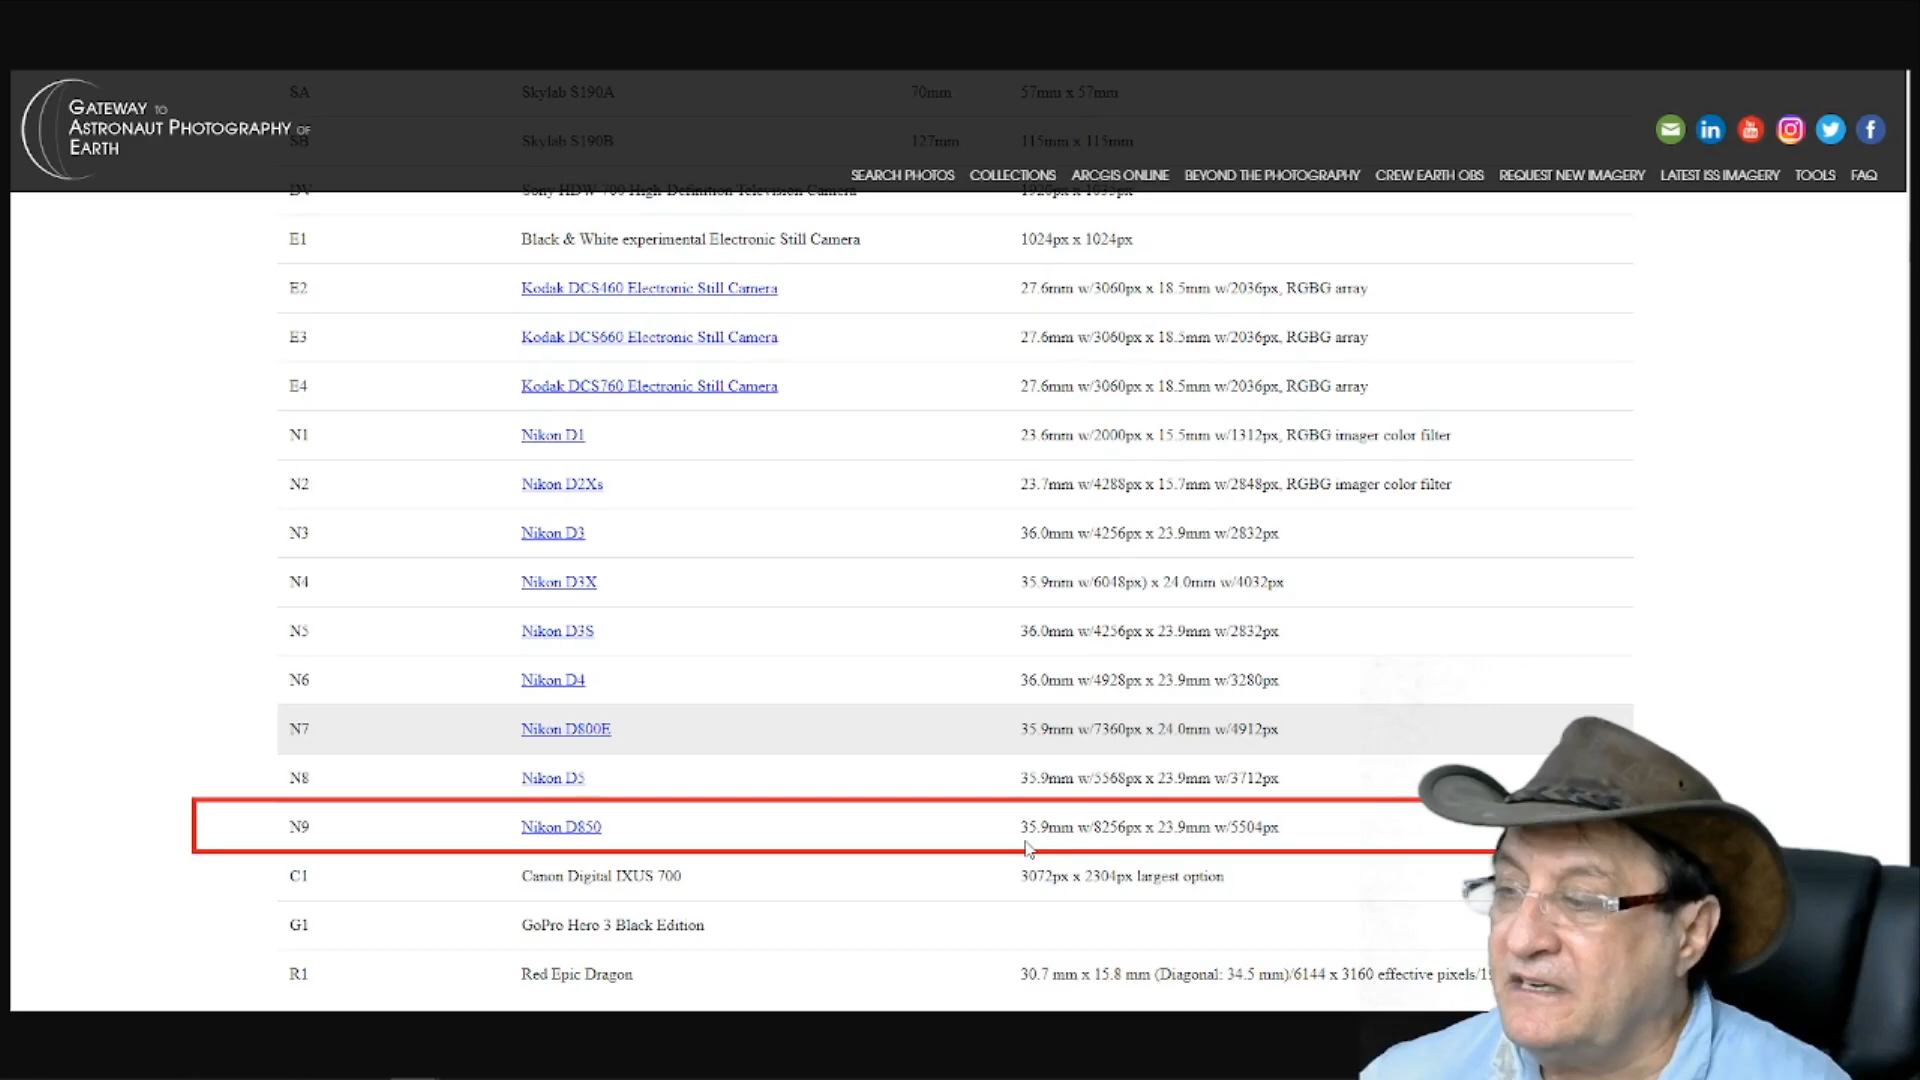 SA Skylab S190A 70mm 57mm x 57mm
GATEWAY TO
ASTRONAUT PHOTOGRAPHY OF
EARTH
SB Skylab S190B 127mm 115mm x 115mm
SEARCH PHOTOS COLLECTIONS ARCGIS ONLINE BEYOND THE PHOTOGRAPHY CREW EARTH OBS REQUEST NEW IMAGERY LATEST ISS IMAGERY TOOLS FAQ
DV Sony HDW-700 High-Definition Television Camera 1920px x 1035px
E1 Black & White experimental Electronic Still Camera 1024px x 1024px
E2 Kodak DCS460 Electronic Still Camera 27.6mm w/3060px x 18.5mm w/2036px, RGBG array
E3 Kodak DCS660 Electronic Still Camera 27.6mm w/3060px x 18.5mm w/2036px, RGBG array
E4 Kodak DCS760 Electronic Still Camera 27.6mm w/3060px x 18.5mm w/2036px, RGBG array
N1 Nikon D1 23.6mm w/2000px x 15.5mm w/1312px, RGBG imager color filter
N2 Nikon D2Xs 23.7mm w/4288px x 15.7mm w/2848px, RGBG imager color filter
N3 Nikon D3 36.0mm w/4256px x 23.9mm w/2832px
N4 Nikon D3X 35.9mm w/6048px) x 24.0mm w/4032px
N5 Nikon D3S 36.0mm w/4256px x 23.9mm w/2832px
N6 Nikon D4 36.0mm w/4928px x 23.9mm w/3280px
N7 Nikon D800E 35.9mm w/7360px x 24.0mm w/4912px
N8 Nikon D5 35.9mm w/5568px x 23.9mm w/3712px
N9 Nikon D850 35.9mm w/8256px x 23.9mm w/5504px
C1 Canon Digital IXUS 700 3072px x 2304px largest option
G1 GoPro Hero 3 Black Edition
R1 Red Epic Dragon 30.7 mm x 15.8 mm (Diagonal: 34.5 mm)/6144 x 3160 effective pixels/